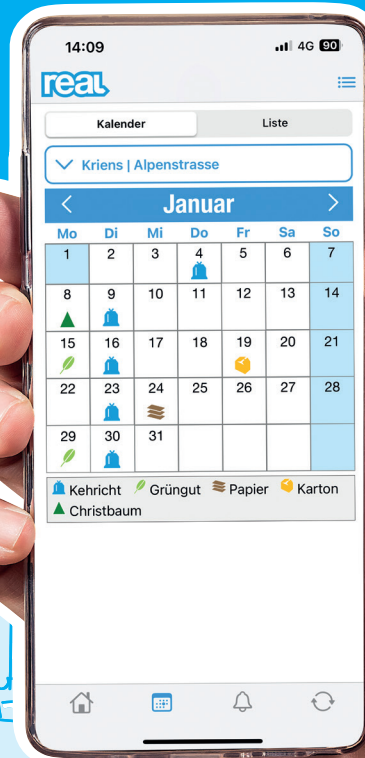 14:09 4G 90
real
Kalender Liste
Kriens | Alpenstrasse
Januar
Mo Di Mi Do Fr Sa So
1 2 3 4 5 6 7
8 9 10 11 12 13 14
15 16 17 18 19 20 21
22 23 24 25 26 27 28
29 30 31
Kehricht Grüngut Papier Karton
Christbaum